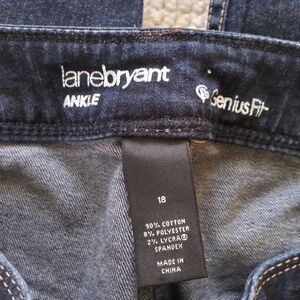 lanebryant
ANKLE
GeniusFit
18
90% COTTON
8% POLYESTER
2% LYCRA®
SPANDEX
MADE IN
CHINA